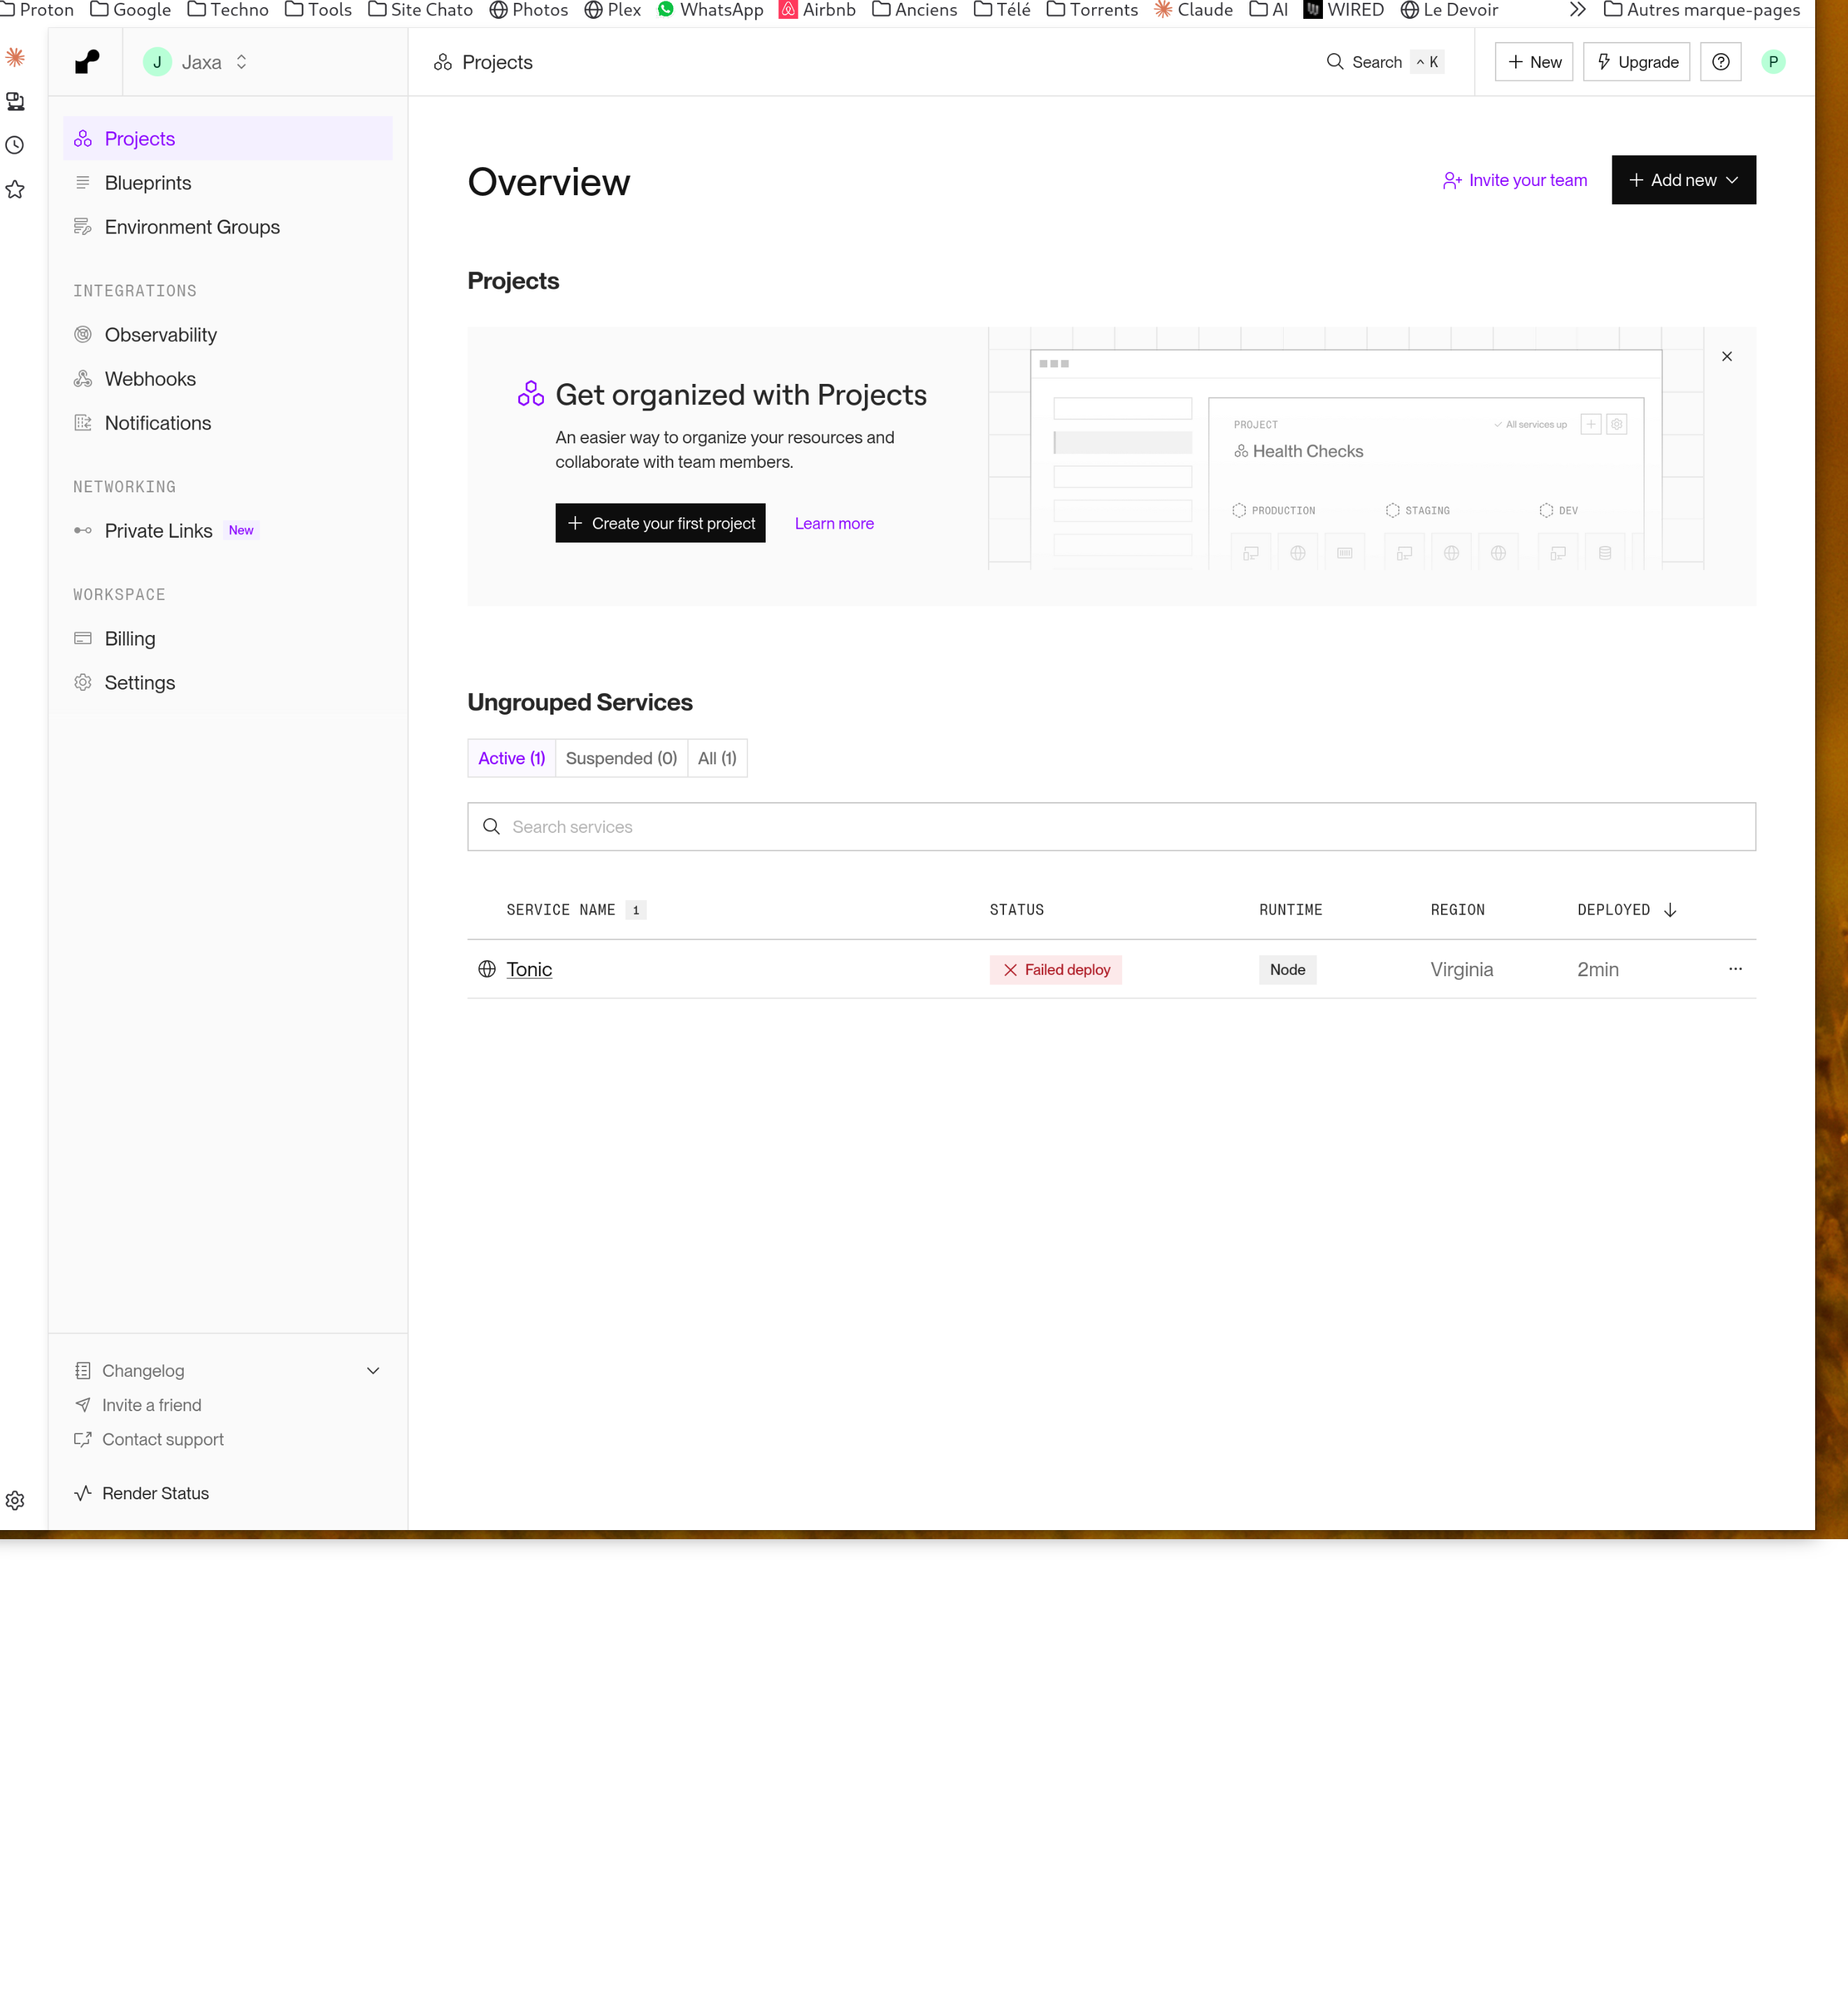 Proton Google Techno Tools Site Chato Photos Plex WhatsApp Airbnb Anciens Télé Torrents Claude AI WIRED Le Devoir Autres marque-pages
J Jaxa
Projects
Search ^ K
+ New
Upgrade
P
Projects
Blueprints
Environment Groups
INTEGRATIONS
Observability
Webhooks
Notifications
NETWORKING
Private Links New
WORKSPACE
Billing
Settings
Changelog
Invite a friend
Contact support
Render Status
Overview
Invite your team
+ Add new
Projects
Get organized with Projects
An easier way to organize your resources and
collaborate with team members.
+ Create your first project
Learn more
PROJECT
All services up
Health Checks
PRODUCTION STAGING DEV
Ungrouped Services
Active (1) Suspended (0) All (1)
Search services
SERVICE NAME 1 STATUS RUNTIME REGION DEPLOYED
Tonic Failed deploy Node Virginia 2min